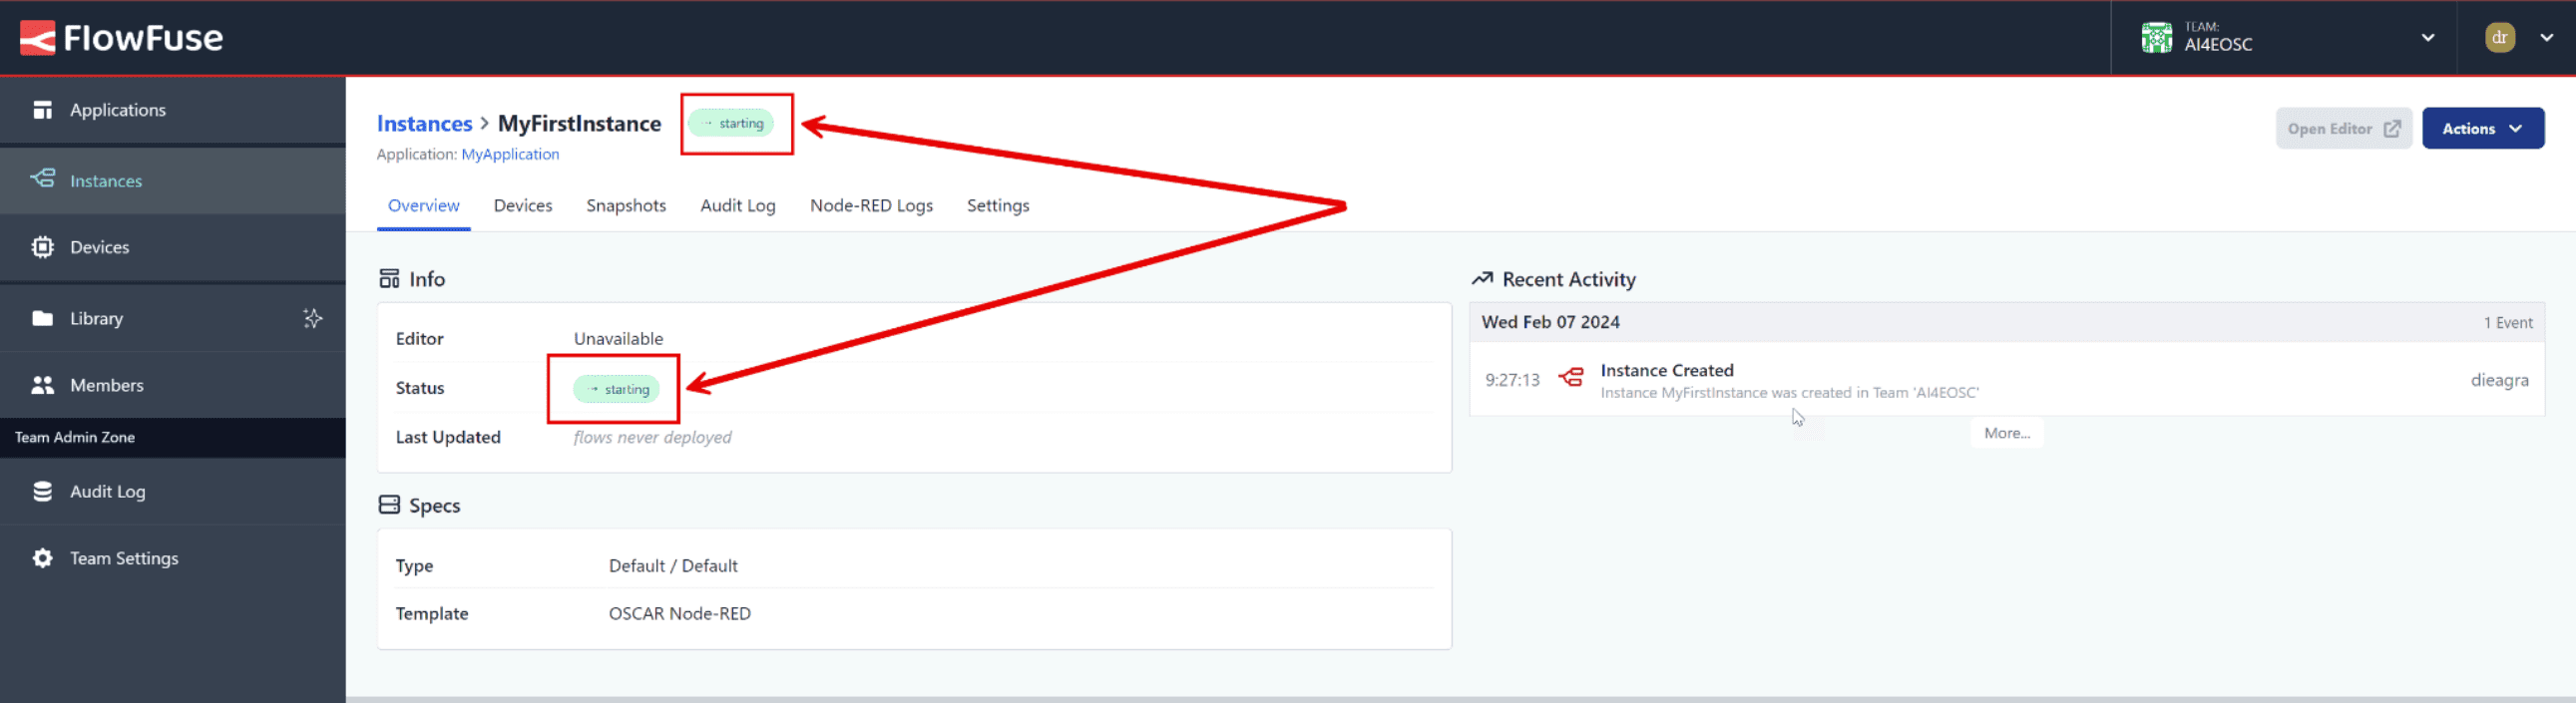 FlowFuse
TEAM:
AI4EOSC
dr
Applications
Instances
Devices
Library
Members
Team Admin Zone
Audit Log
Team Settings
Instances > MyFirstInstance
starting
Application: MyApplication
Open Editor
Actions
Overview Devices Snapshots Audit Log Node-RED Logs Settings
Info
Editor Unavailable
Status starting
Last Updated flows never deployed
Specs
Type Default / Default
Template OSCAR Node-RED
Recent Activity
Wed Feb 07 2024 1 Event
9:27:13 Instance Created
Instance MyFirstInstance was created in Team 'AI4EOSC'
dieagra
More...